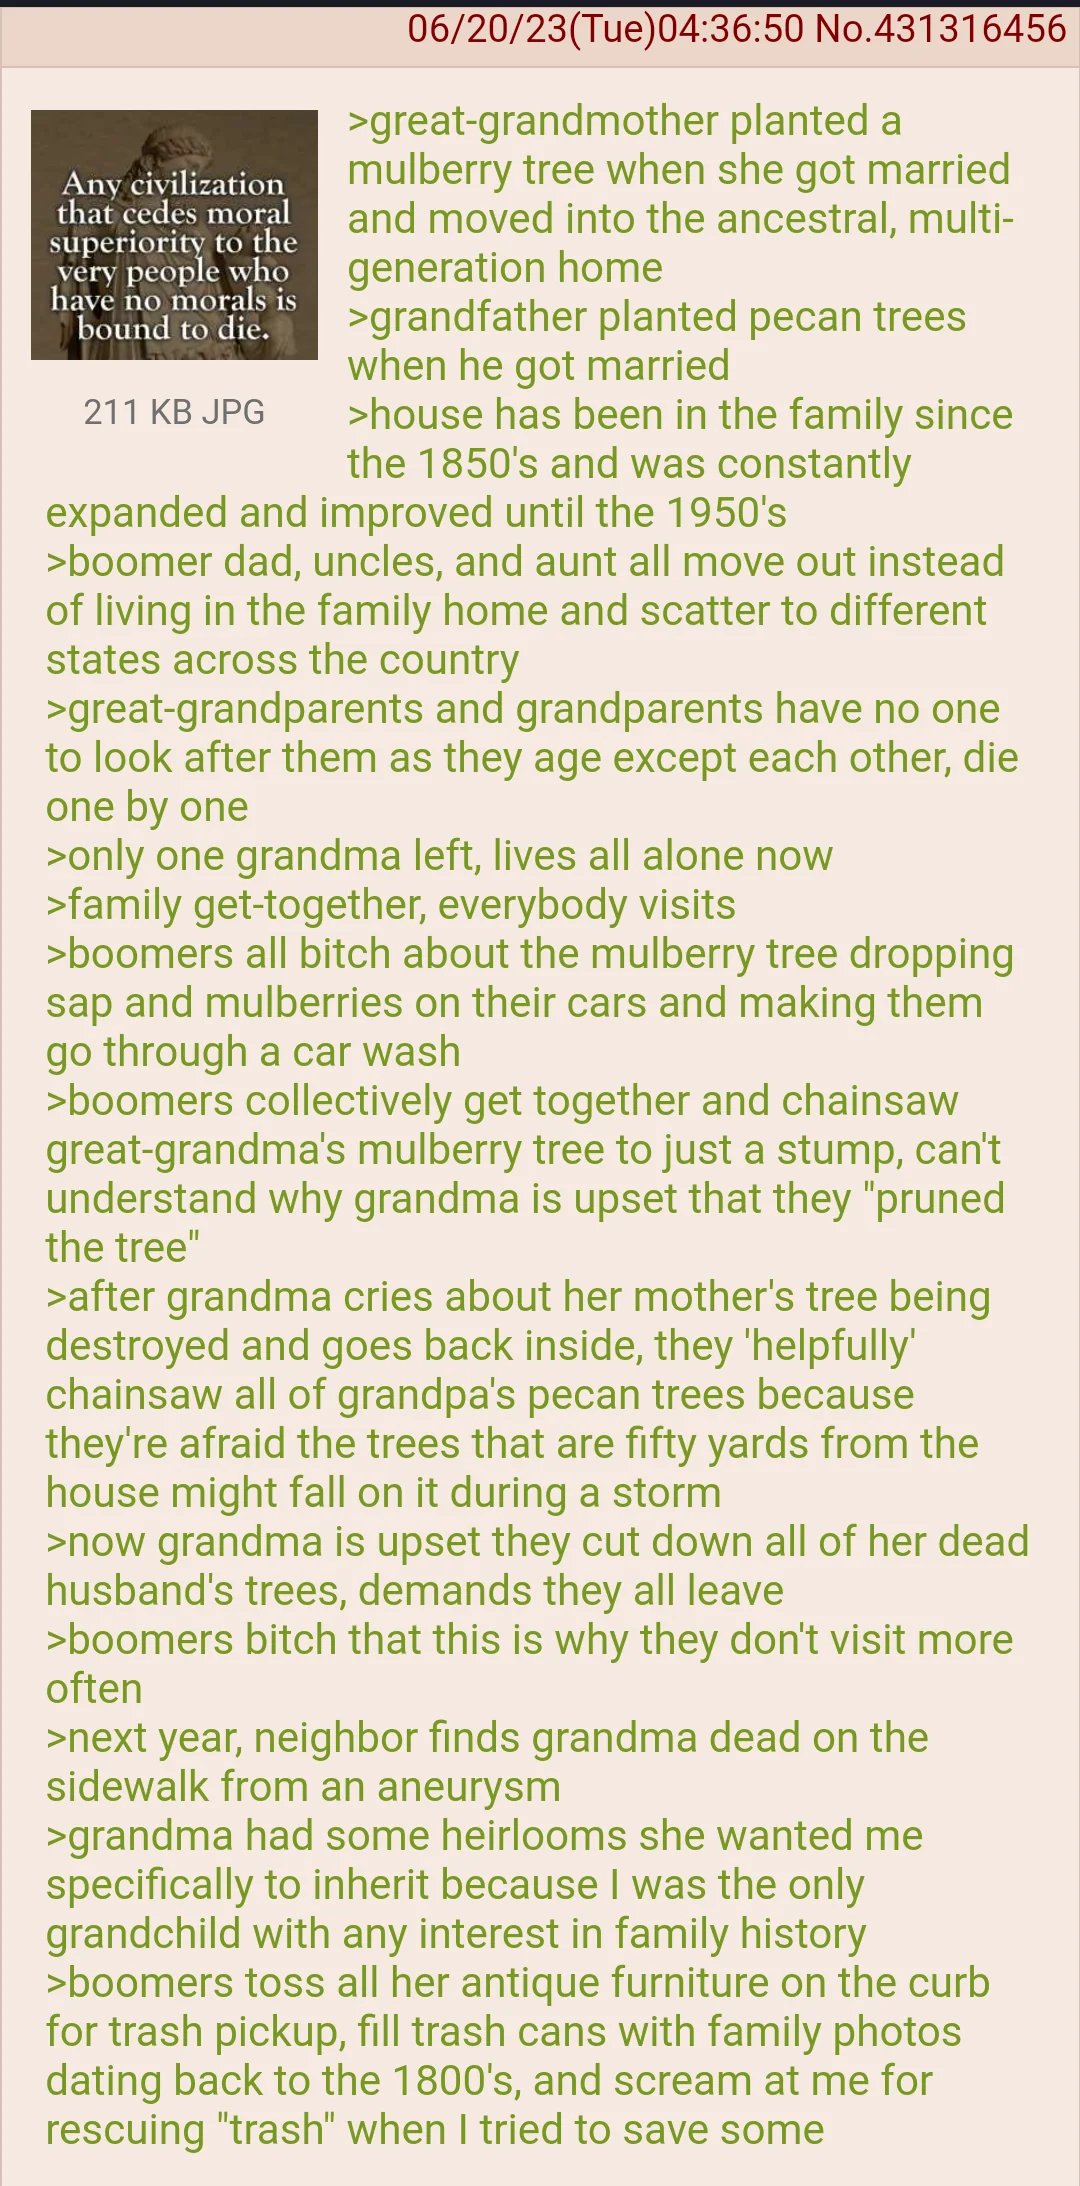 06/20/23(Tue)04:36:50 No.431316456
Any civilization
that cedes moral
superiority to the
very people who
have no morals is
bound to die.
211 KB JPG
>great-grandmother planted a
mulberry tree when she got married
and moved into the ancestral, multi-
generation home
>grandfather planted pecan trees
when he got married
>house has been in the family since
the 1850's and was constantly
expanded and improved until the 1950's
>boomer dad, uncles, and aunt all move out instead
of living in the family home and scatter to different
states across the country
>great-grandparents and grandparents have no one
to look after them as they age except each other, die
one by one
>only one grandma left, lives all alone now
>family get-together, everybody visits
>boomers all bitch about the mulberry tree dropping
sap and mulberries on their cars and making them
go through a car wash
>boomers collectively get together and chainsaw
great-grandma's mulberry tree to just a stump, can't
understand why grandma is upset that they "pruned
the tree"
>after grandma cries about her mother's tree being
destroyed and goes back inside, they 'helpfully'
chainsaw all of grandpa's pecan trees because
they're afraid the trees that are fifty yards from the
house might fall on it during a storm
>now grandma is upset they cut down all of her dead
husband's trees, demands they all leave
>boomers bitch that this is why they don't visit more
often
>next year, neighbor finds grandma dead on the
sidewalk from an aneurysm
>grandma had some heirlooms she wanted me
specifically to inherit because I was the only
grandchild with any interest in family history
>boomers toss all her antique furniture on the curb
for trash pickup, fill trash cans with family photos
dating back to the 1800's, and scream at me for
rescuing "trash" when I tried to save some